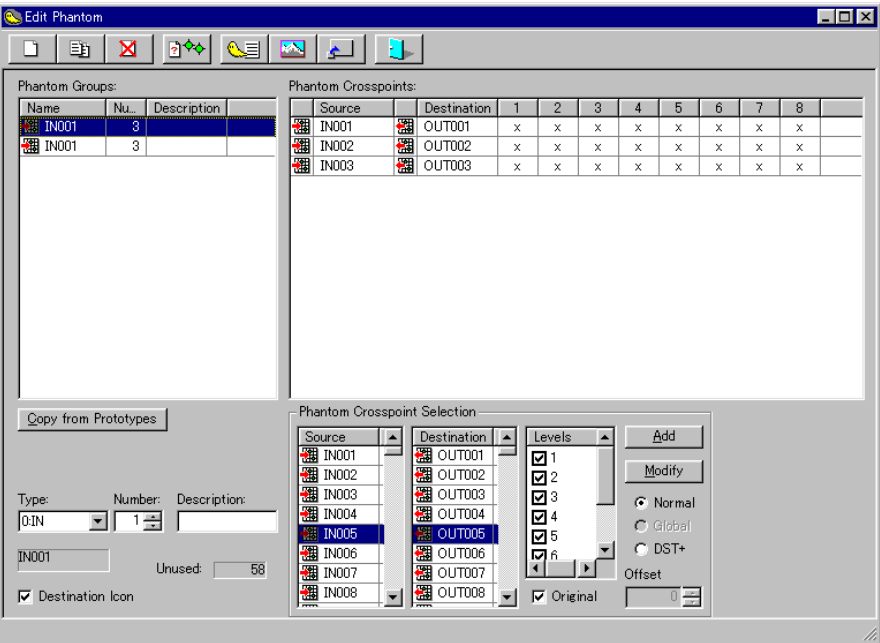 Edit Phantom
Phantom Groups:
Name Nu... Description
IN001 3
IN001 3
Phantom Crosspoints:
Source Destination 1 2 3 4 5 6 7 8
IN001 OUT001 x x x x x x x x
IN002 OUT002 x x x x x x x x
IN003 OUT003 x x x x x x x x
Copy from Prototypes
Type: Number: Description:
0:IN 1
IN001
Unused: 58
Destination Icon
Phantom Crosspoint Selection
Source
IN001
IN002
IN003
IN004
IN005
IN006
IN007
IN008
Destination
OUT001
OUT002
OUT003
OUT004
OUT005
OUT006
OUT007
OUT008
Levels
1
2
3
4
5
6
Original
Add
Modify
Normal
Global
DST+
Offset
0